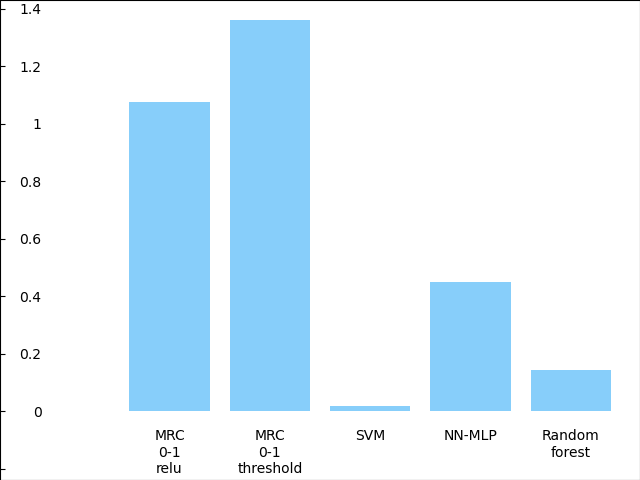 1.4
1.2
1
0.8
0.6
0.4
0.2
0
MRC
0-1
relu
MRC
0-1
threshold
SVM
NN-MLP
Random
forest